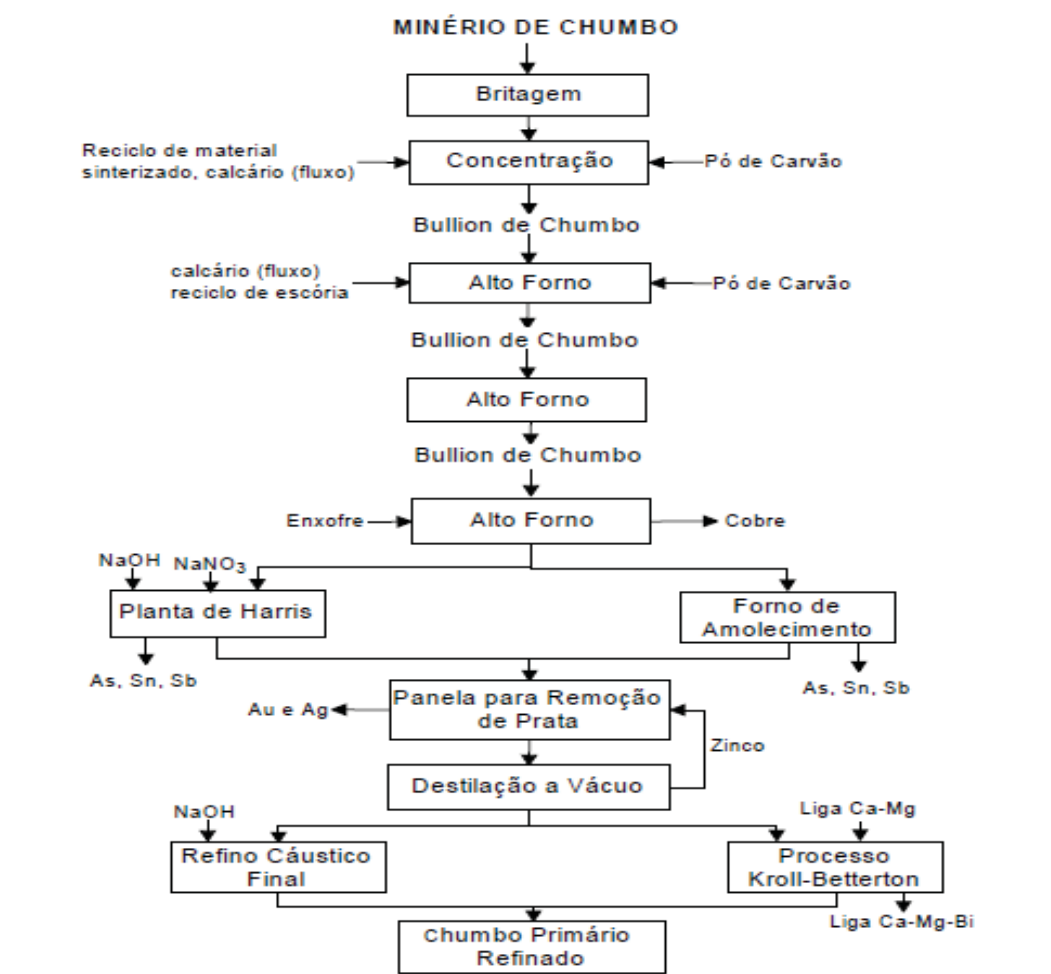 MINÉRIO DE CHUMBO
Britagem
Reciclo de material
sinterizado, calcário (fluxo)
Concentração
Pó de Carvão
Bullion de Chumbo
calcário (fluxo)
reciclo de escória
Alto Forno
Pó de Carvão
Bullion de Chumbo
Alto Forno
Bullion de Chumbo
Enxofre
Alto Forno
Cobre
NaOH
NaNO3
Planta de Harris
Forno de
Amolecimento
As, Sn, Sb
As, Sn, Sb
Au e Ag
Panela para Remoção
de Prata
Zinco
Destilação a Vácuo
NaOH
Liga Ca-Mg
Refino Cáustico
Final
Processo
Kroll-Betterton
Liga Ca-Mg-Bi
Chumbo Primário
Refinado